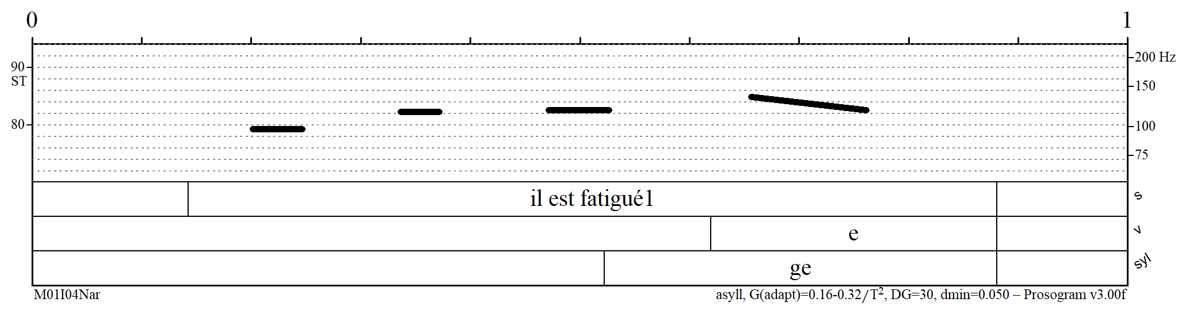 0 1
90
ST
80
200 Hz
150
100
75
il est fatigué1
s
e
v
ge
syl
M01I04Nar
asyll, G(adapt)=0.16-0.32/T², DG=30, dmin=0.050 – Prosogram v3.00f